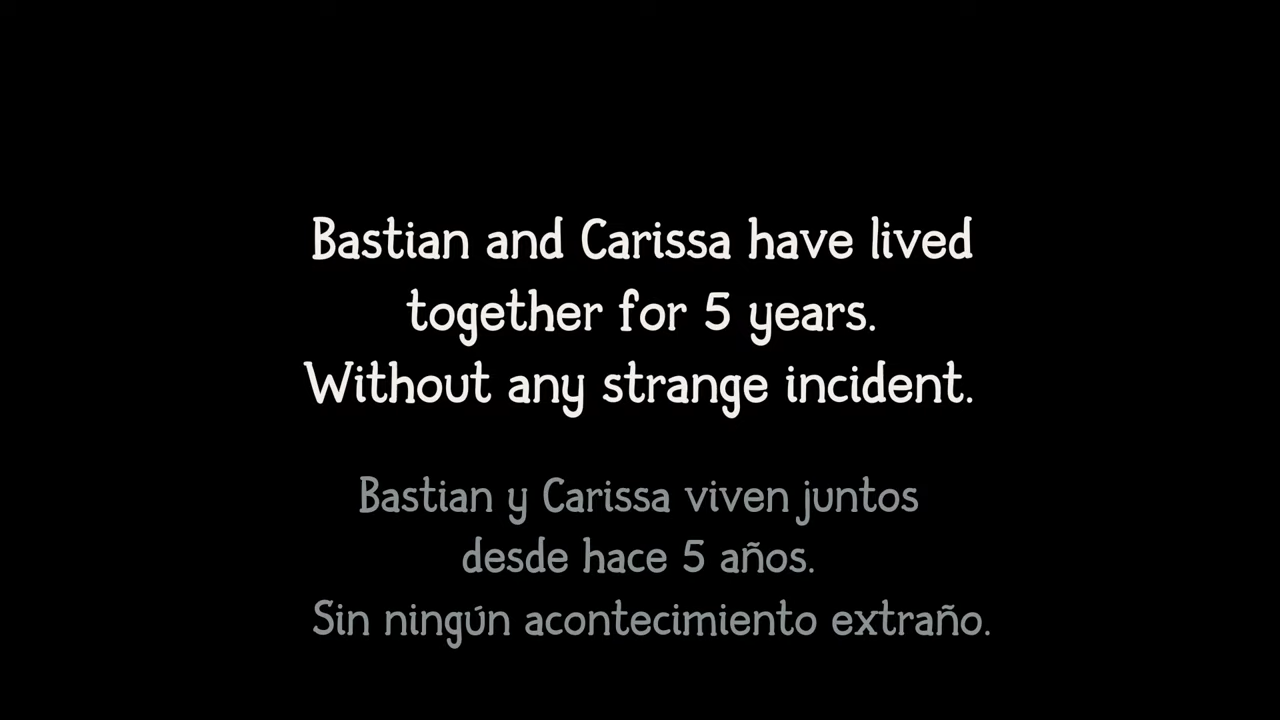 Bastian and Carissa have lived
together for 5 years.
Without any strange incident.
Bastian y Carissa viven juntos
desde hace 5 años.
Sin ningún acontecimiento extraño.